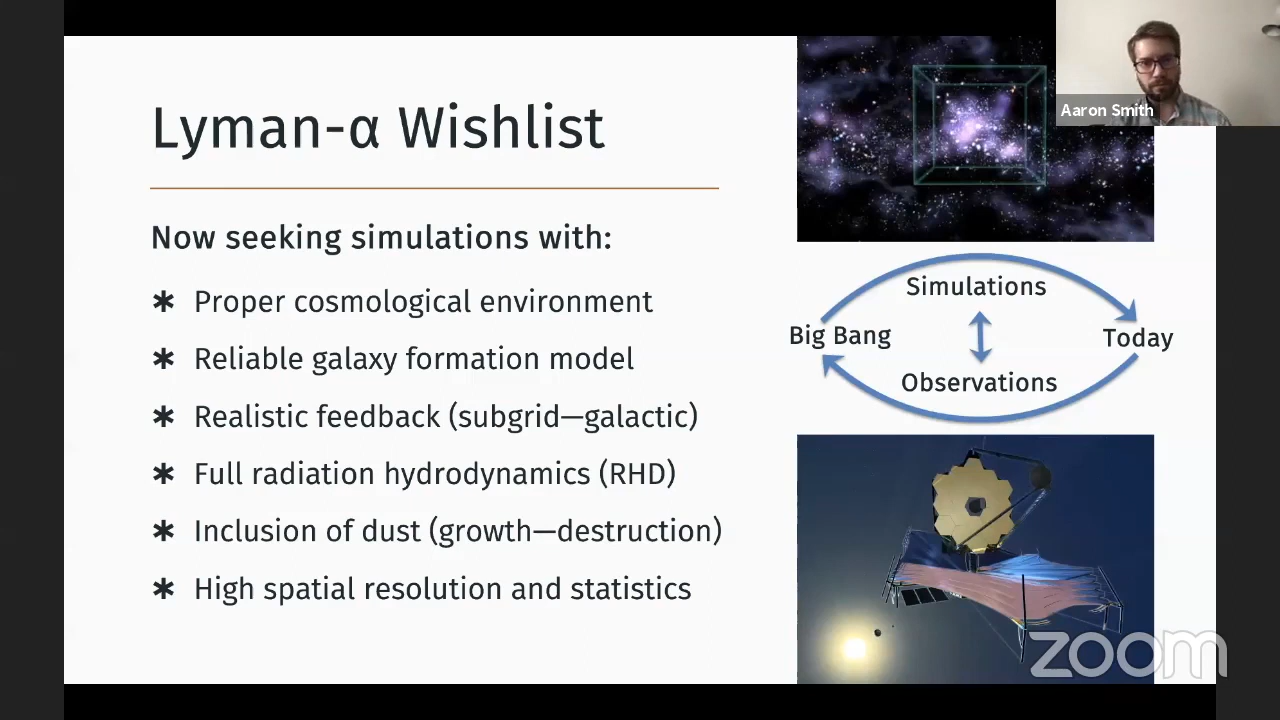 Lyman-α Wishlist
Now seeking simulations with:
✱ Proper cosmological environment
✱ Reliable galaxy formation model
✱ Realistic feedback (subgrid—galactic)
✱ Full radiation hydrodynamics (RHD)
✱ Inclusion of dust (growth—destruction)
✱ High spatial resolution and statistics
Aaron Smith
Simulations
Big Bang
Today
Observations
zoom